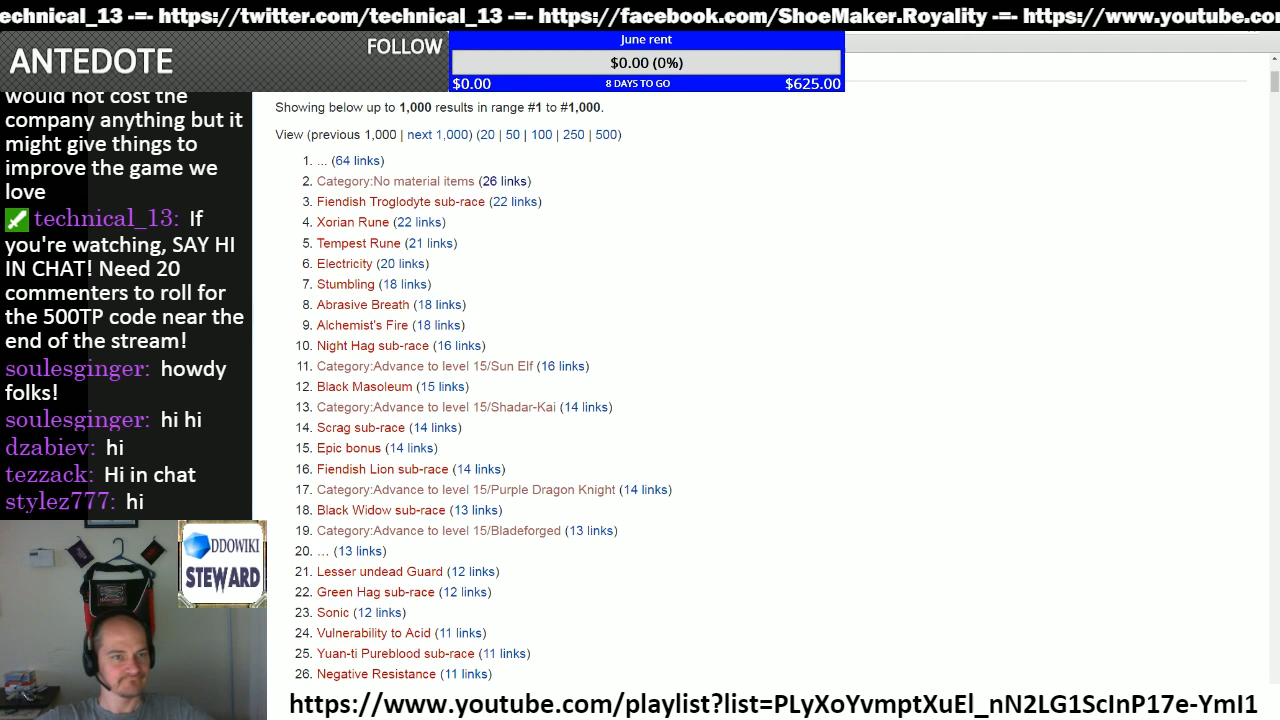 echnical_13 -=- https://twitter.com/technical_13 -=- https://facebook.com/ShoeMaker.Royality -=- https://www.youtube.co
ANTEDOTE
FOLLOW
June rent
$0.00 (0%)
$0.00
8 DAYS TO GO
$625.00
would not cost the
company anything but it
might give things to
improve the game we
love
technical_13: If
you're watching, SAY HI
IN CHAT! Need 20
commenters to roll for
the 500TP code near the
end of the stream!
soulesginger: howdy
folks!
soulesginger: hi hi
dzabiev: hi
tezzack: Hi in chat
stylez777: hi
DDOWIKI
STEWARD
Showing below up to 1,000 results in range #1 to #1,000.
View (previous 1,000 | next 1,000) (20 | 50 | 100 | 250 | 500)
1. ... (64 links)
2. Category:No material items (26 links)
3. Fiendish Troglodyte sub-race (22 links)
4. Xorian Rune (22 links)
5. Tempest Rune (21 links)
6. Electricity (20 links)
7. Stumbling (18 links)
8. Abrasive Breath (18 links)
9. Alchemist's Fire (18 links)
10. Night Hag sub-race (16 links)
11. Category:Advance to level 15/Sun Elf (16 links)
12. Black Masoleum (15 links)
13. Category:Advance to level 15/Shadar-Kai (14 links)
14. Scrag sub-race (14 links)
15. Epic bonus (14 links)
16. Fiendish Lion sub-race (14 links)
17. Category:Advance to level 15/Purple Dragon Knight (14 links)
18. Black Widow sub-race (13 links)
19. Category:Advance to level 15/Bladeforged (13 links)
20. ... (13 links)
21. Lesser undead Guard (12 links)
22. Green Hag sub-race (12 links)
23. Sonic (12 links)
24. Vulnerability to Acid (11 links)
25. Yuan-ti Pureblood sub-race (11 links)
26. Negative Resistance (11 links)
https://www.youtube.com/playlist?list=PLyXoYvmptXuEl_nN2LG1ScInP17e-YmI1